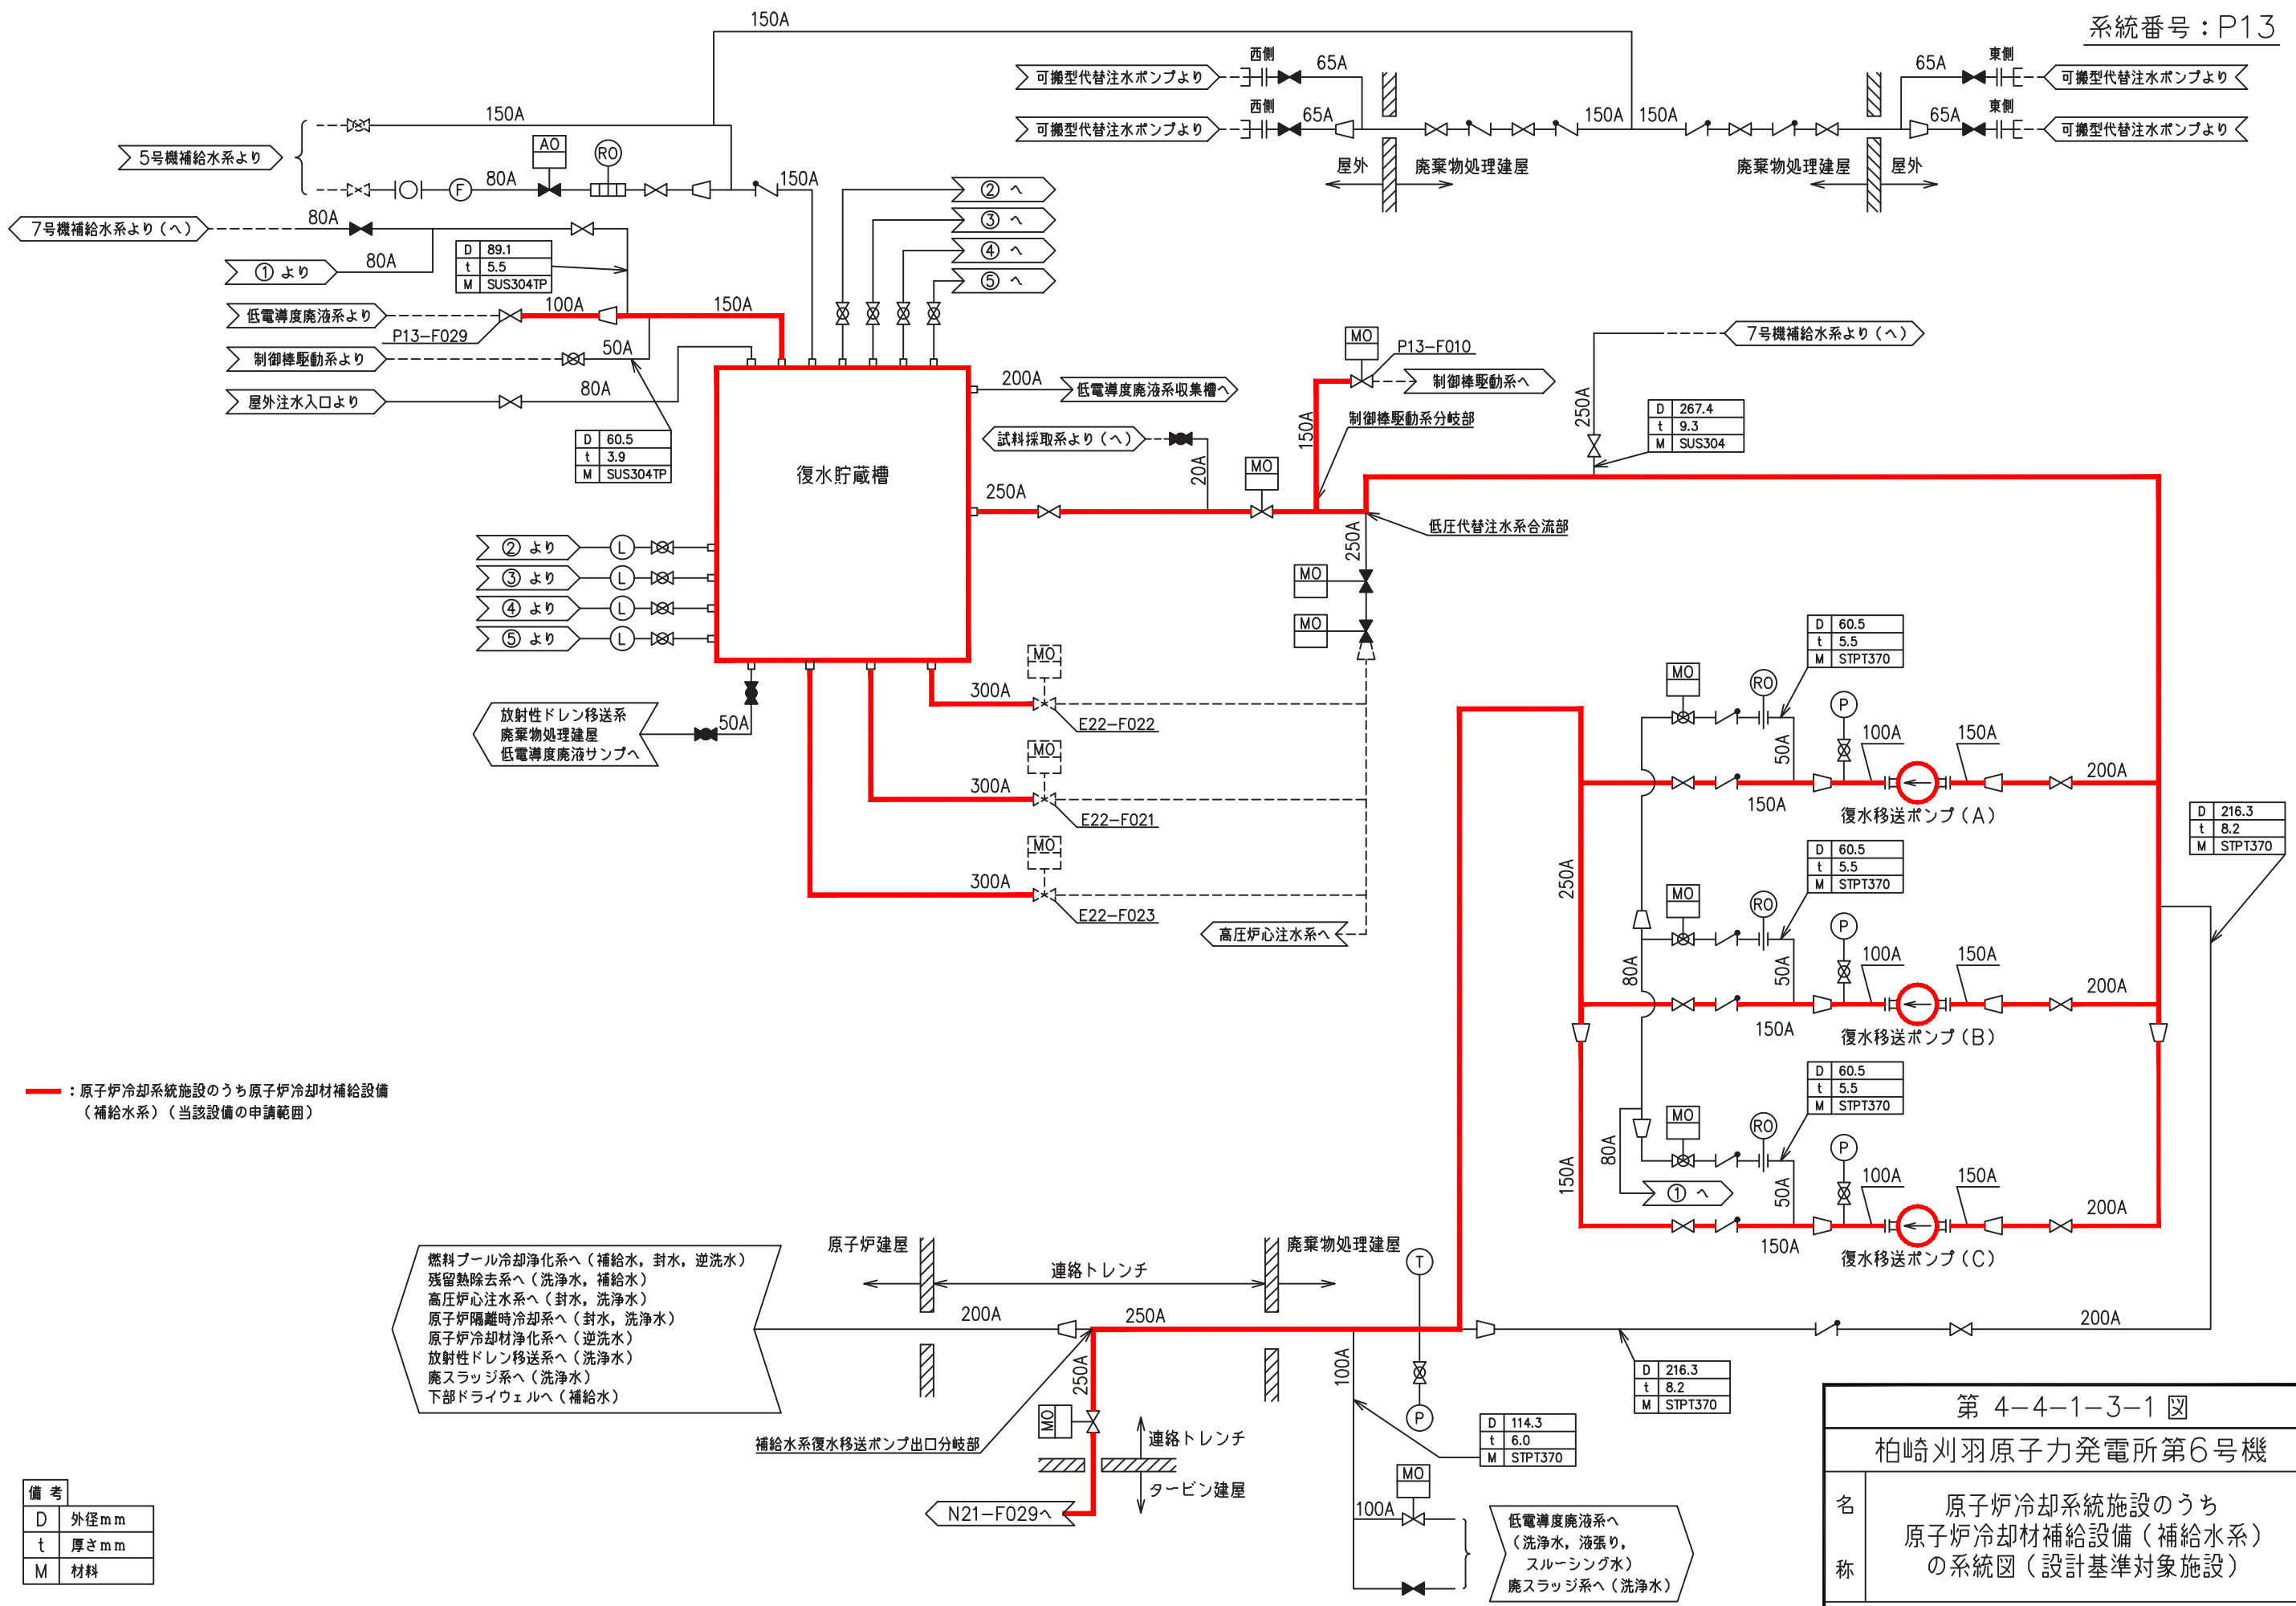 系統番号：P13
150A
可搬型代替注水ポンプより
西側
65A
東側
65A
可搬型代替注水ポンプより
可搬型代替注水ポンプより
西側
65A
150A
150A
東側
65A
可搬型代替注水ポンプより
屋外
廃棄物処理建屋
廃棄物処理建屋
屋外
150A
5号機補給水系より
AO
RO
F
80A
150A
7号機補給水系より（へ）
80A
① より
80A
D 89.1
t 5.5
M SUS304TP
② へ
③ へ
④ へ
⑤ へ
低電導度廃液系より
100A
150A
P13-F029
制御棒駆動系より
50A
屋外注水入口より
80A
D 60.5
t 3.9
M SUS304TP
復水貯蔵槽
200A
低電導度廃液系収集槽へ
試料採取系より（へ）
20A
250A
MO
MO
P13-F010
制御棒駆動系へ
150A
制御棒駆動系分岐部
7号機補給水系より（へ）
250A
D 267.4
t 9.3
M SUS304
低圧代替注水系合流部
250A
MO
MO
② より
L
③ より
L
④ より
L
⑤ より
L
50A
放射性ドレン移送系
廃棄物処理建屋
低電導度廃液サンプへ
300A
MO
E22-F022
300A
MO
E22-F021
300A
MO
E22-F023
高圧炉心注水系へ
MO
RO
D 60.5
t 5.5
M STPT370
P
50A
100A
150A
200A
150A
復水移送ポンプ（A）
250A
MO
RO
D 60.5
t 5.5
M STPT370
P
80A
50A
100A
150A
200A
150A
復水移送ポンプ（B）
D 216.3
t 8.2
M STPT370
MO
RO
D 60.5
t 5.5
M STPT370
P
80A
① へ
150A
50A
100A
150A
200A
150A
復水移送ポンプ（C）
：原子炉冷却系統施設のうち原子炉冷却材補給設備
（補給水系）（当該設備の申請範囲）
燃料プール冷却浄化系へ（補給水，封水，逆洗水）
残留熱除去系へ（洗浄水，補給水）
高圧炉心注水系へ（封水，洗浄水）
原子炉隔離時冷却系へ（封水，洗浄水）
原子炉冷却材浄化系へ（逆洗水）
放射性ドレン移送系へ（洗浄水）
廃スラッジ系へ（洗浄水）
下部ドライウェルへ（補給水）
原子炉建屋
連絡トレンチ
廃棄物処理建屋
T
200A
250A
200A
250A
100A
P
D 216.3
t 8.2
M STPT370
補給水系復水移送ポンプ出口分岐部
MO
連絡トレンチ
タービン建屋
N21-F029へ
D 114.3
t 6.0
M STPT370
MO
100A
低電導度廃液系へ
（洗浄水，液張り，
スルーシング水）
廃スラッジ系へ（洗浄水）
備 考
D 外径mm
t 厚さmm
M 材料
第 4-4-1-3-1 図
柏崎刈羽原子力発電所第6号機
名
称
原子炉冷却系統施設のうち
原子炉冷却材補給設備（補給水系）
の系統図（設計基準対象施設）